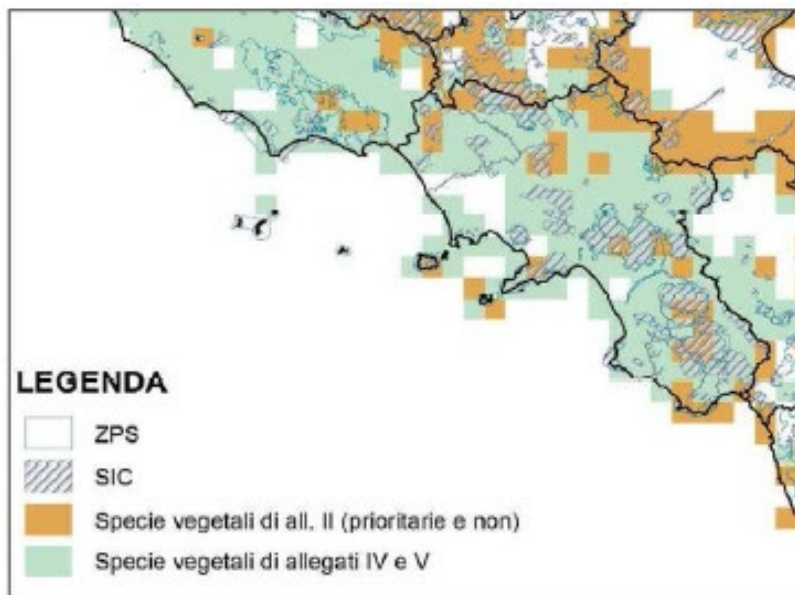 LEGENDA
ZPS
SIC
Specie vegetali di all. II (prioritarie e non)
Specie vegetali di allegati IV e V